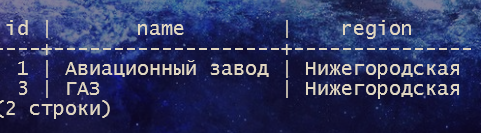 id | name | region
----+------------------+---------------
1 | Авиационный завод | Нижегородская
3 | ГАЗ | Нижегородская
(2 строки)